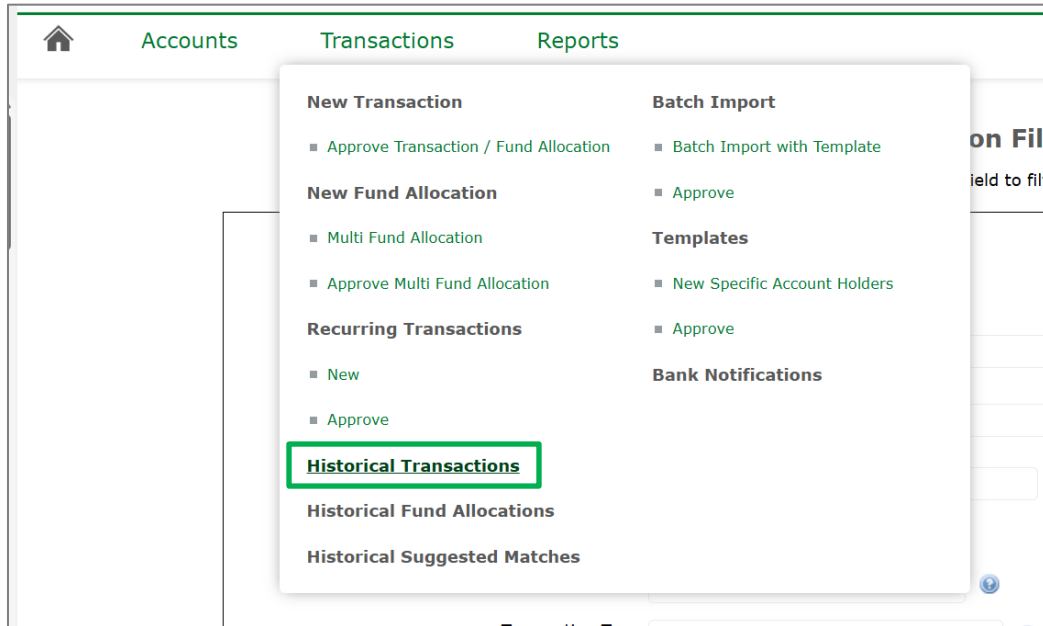 Accounts Transactions Reports
New Transaction
Approve Transaction / Fund Allocation
New Fund Allocation
Multi Fund Allocation
Approve Multi Fund Allocation
Recurring Transactions
New
Approve
Historical Transactions
Historical Fund Allocations
Historical Suggested Matches
Batch Import
Batch Import with Template
Approve
Templates
New Specific Account Holders
Approve
Bank Notifications
on Fil
ield to fil